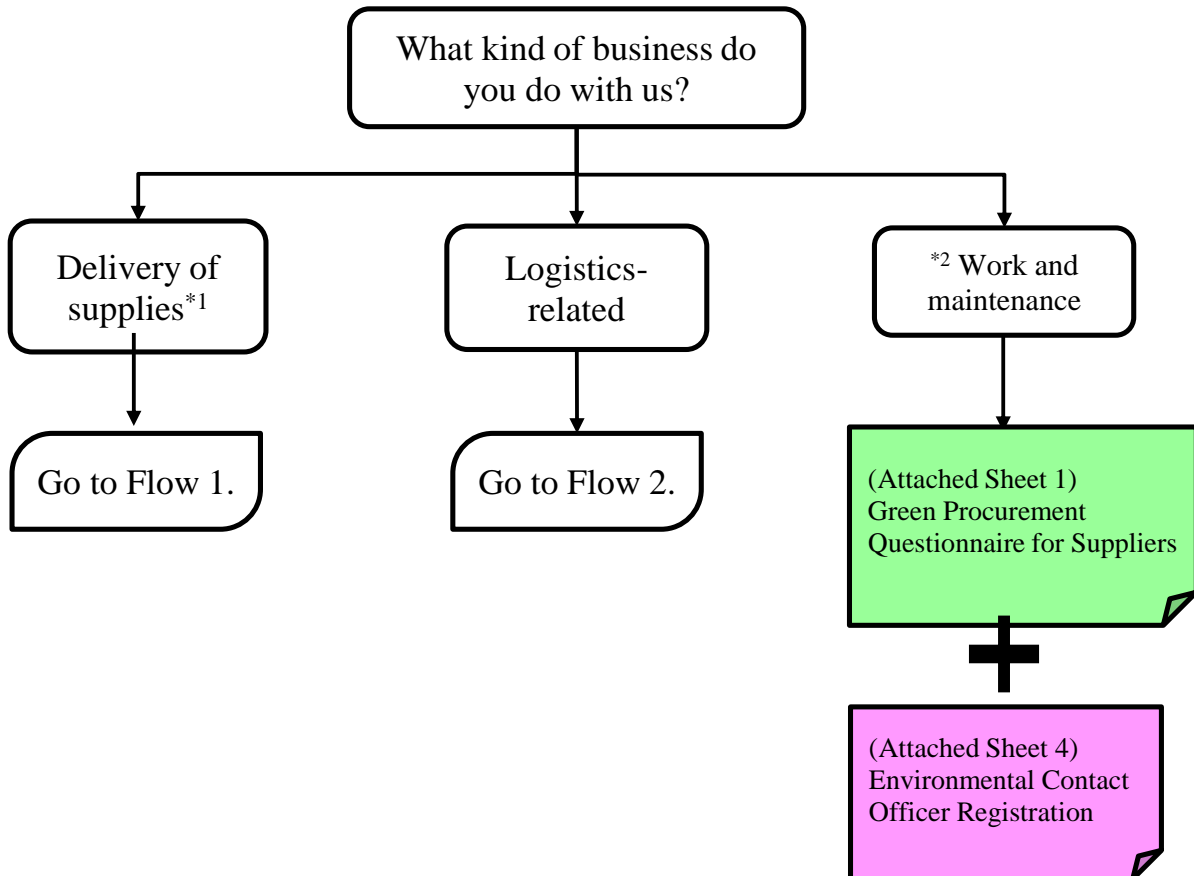 What kind of business do
you do with us?
Delivery of
supplies*1
Logistics-
related
*2 Work and
maintenance
Go to Flow 1.
Go to Flow 2.
(Attached Sheet 1)
Green Procurement
Questionnaire for Suppliers
(Attached Sheet 4)
Environmental Contact
Officer Registration